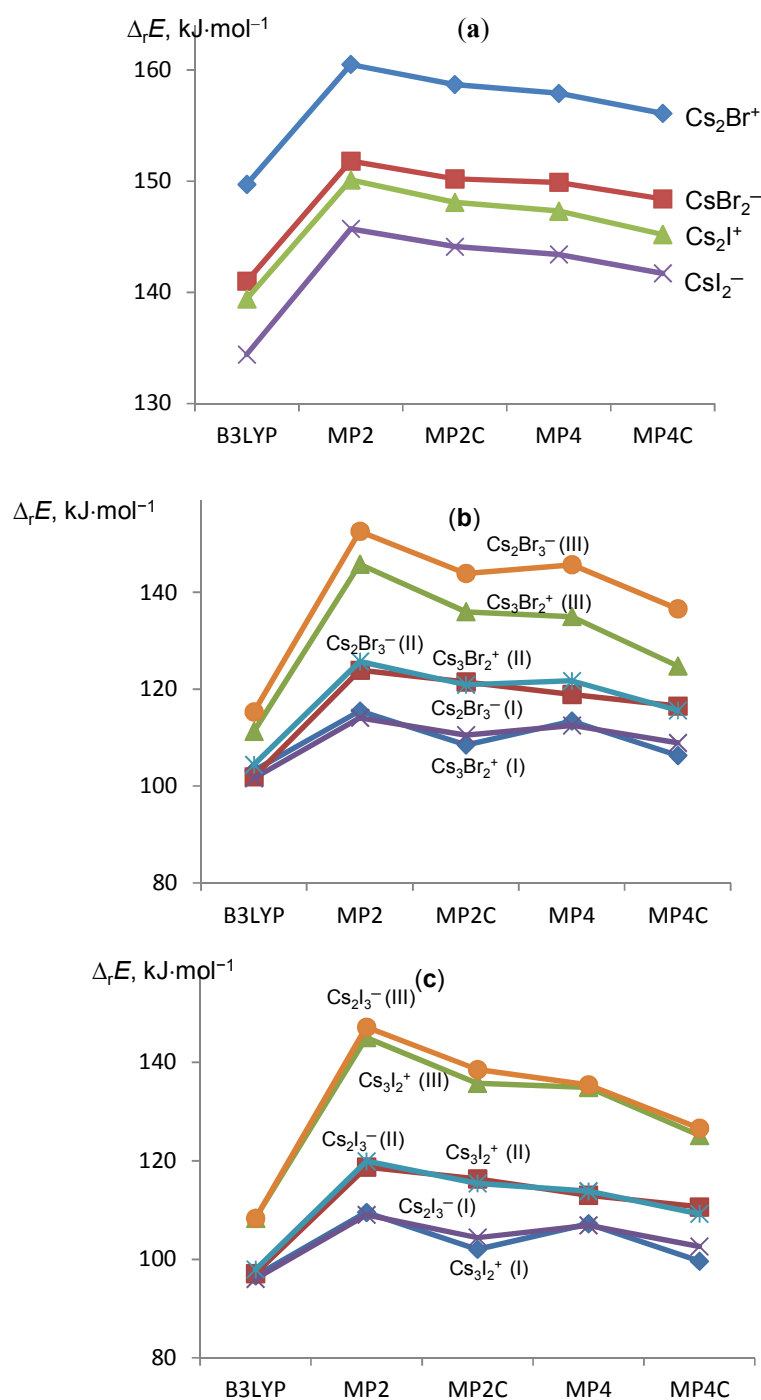 ΔᵣE, kJ·mol⁻¹
(a)
160
150
140
130
Cs₂Br⁺
CsBr₂⁻
Cs₂I⁺
CsI₂⁻
B3LYP MP2 MP2C MP4 MP4C
ΔᵣE, kJ·mol⁻¹
(b)
Cs₂Br₃⁻ (III)
140
Cs₃Br₂⁺ (III)
Cs₂Br₃⁻ (II)
Cs₃Br₂⁺ (II)
120
Cs₂Br₃⁻ (I)
Cs₃Br₂⁺ (I)
100
80
B3LYP MP2 MP2C MP4 MP4C
ΔᵣE, kJ·mol⁻¹
(c)
Cs₂I₃⁻ (III)
140
Cs₃I₂⁺ (III)
Cs₂I₃⁻ (II)
Cs₃I₂⁺ (II)
120
Cs₂I₃⁻ (I)
Cs₃I₂⁺ (I)
100
80
B3LYP MP2 MP2C MP4 MP4C